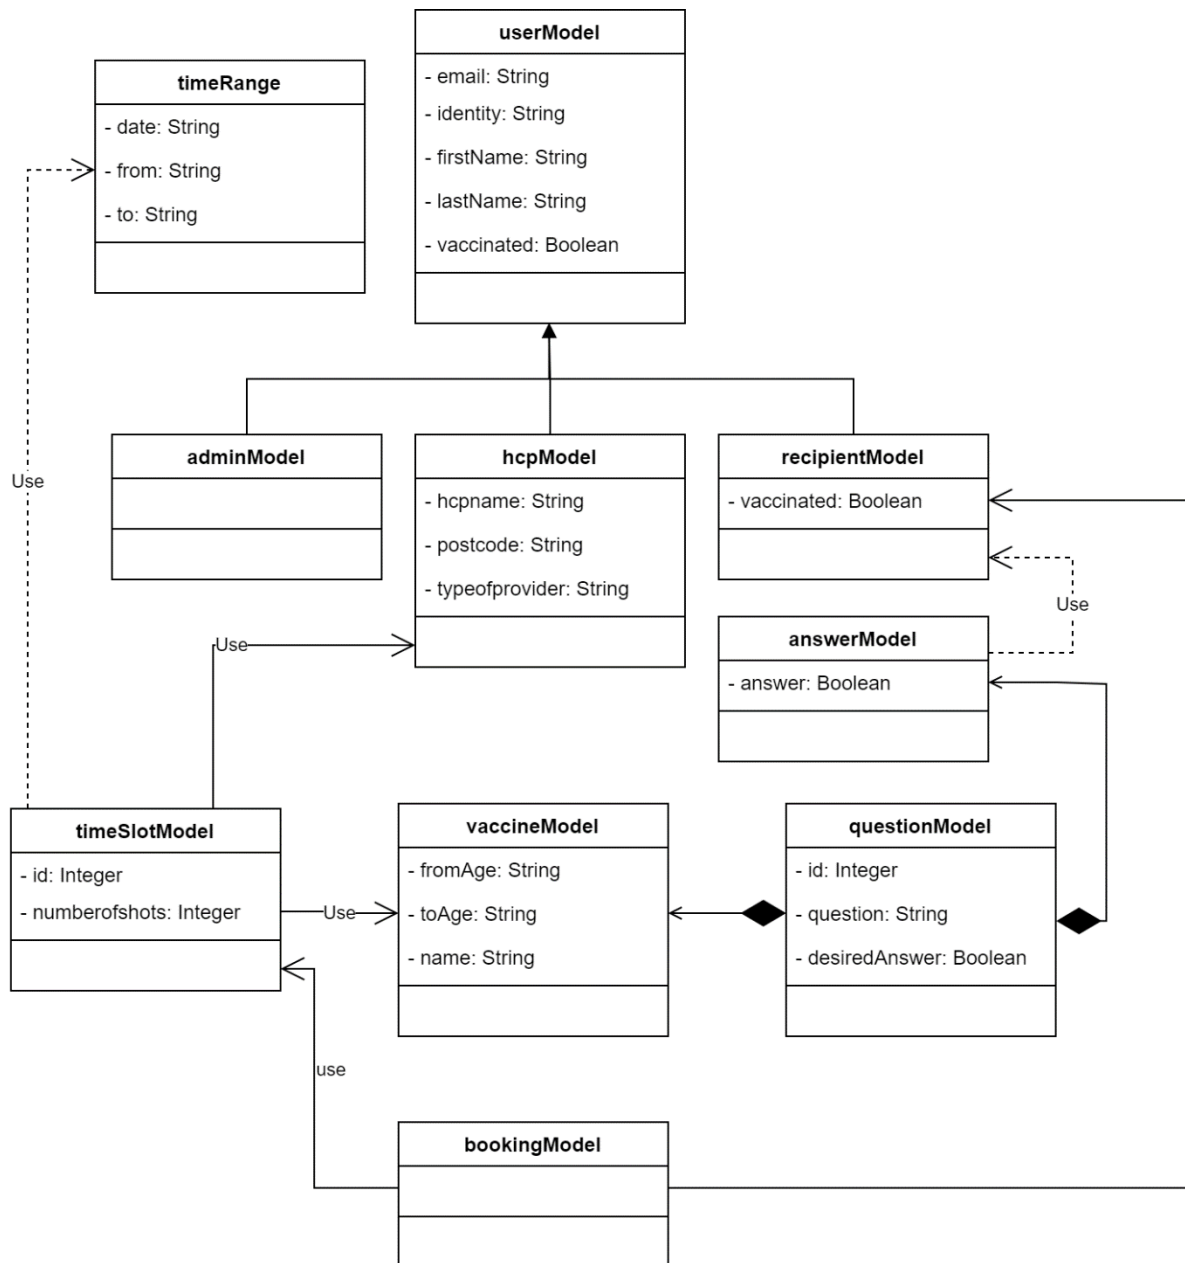 userModel
- email: String
- identity: String
- firstName: String
- lastName: String
- vaccinated: Boolean
timeRange
- date: String
- from: String
- to: String
Use
adminModel
hcpModel
- hcpname: String
- postcode: String
- typeofprovider: String
recipientModel
- vaccinated: Boolean
Use
Use
answerModel
- answer: Boolean
timeSlotModel
- id: Integer
- numberofshots: Integer
Use
vaccineModel
- fromAge: String
- toAge: String
- name: String
questionModel
- id: Integer
- question: String
- desiredAnswer: Boolean
use
bookingModel